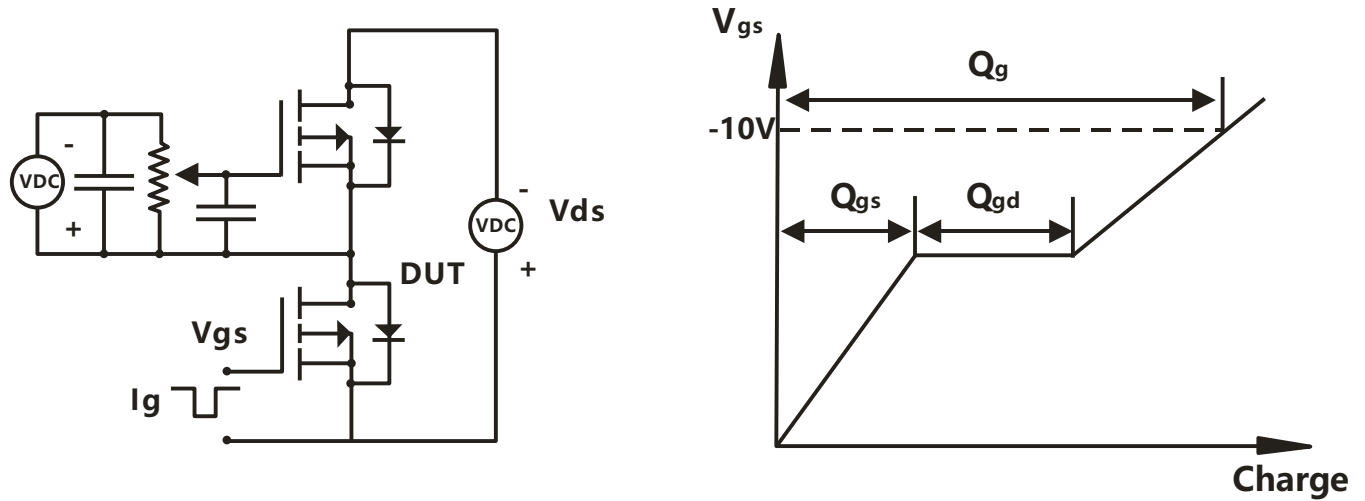 -
VDC
+
-
VDC
+
Vds
DUT
Vgs
Ig
Vgs
Qg
-10V
Qgs
Qgd
Charge